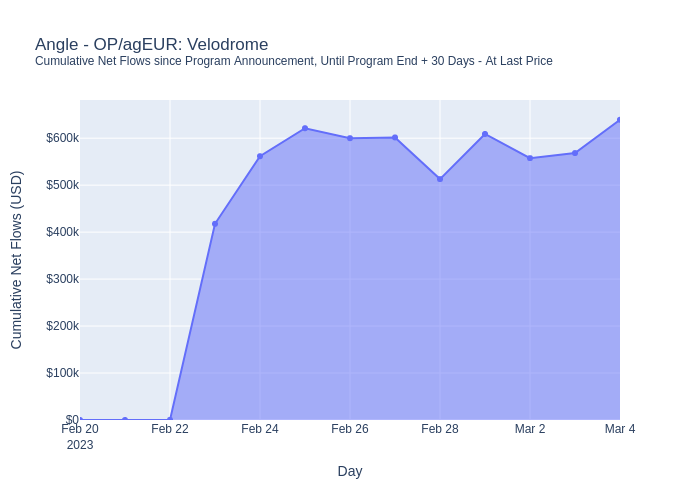 Angle - OP/agEUR: Velodrome
Cumulative Net Flows since Program Announcement, Until Program End + 30 Days - At Last Price
Cumulative Net Flows (USD)
$600k
$500k
$400k
$300k
$200k
$100k
$0
Feb 20 Feb 22 Feb 24 Feb 26 Feb 28 Mar 2 Mar 4
2023
Day